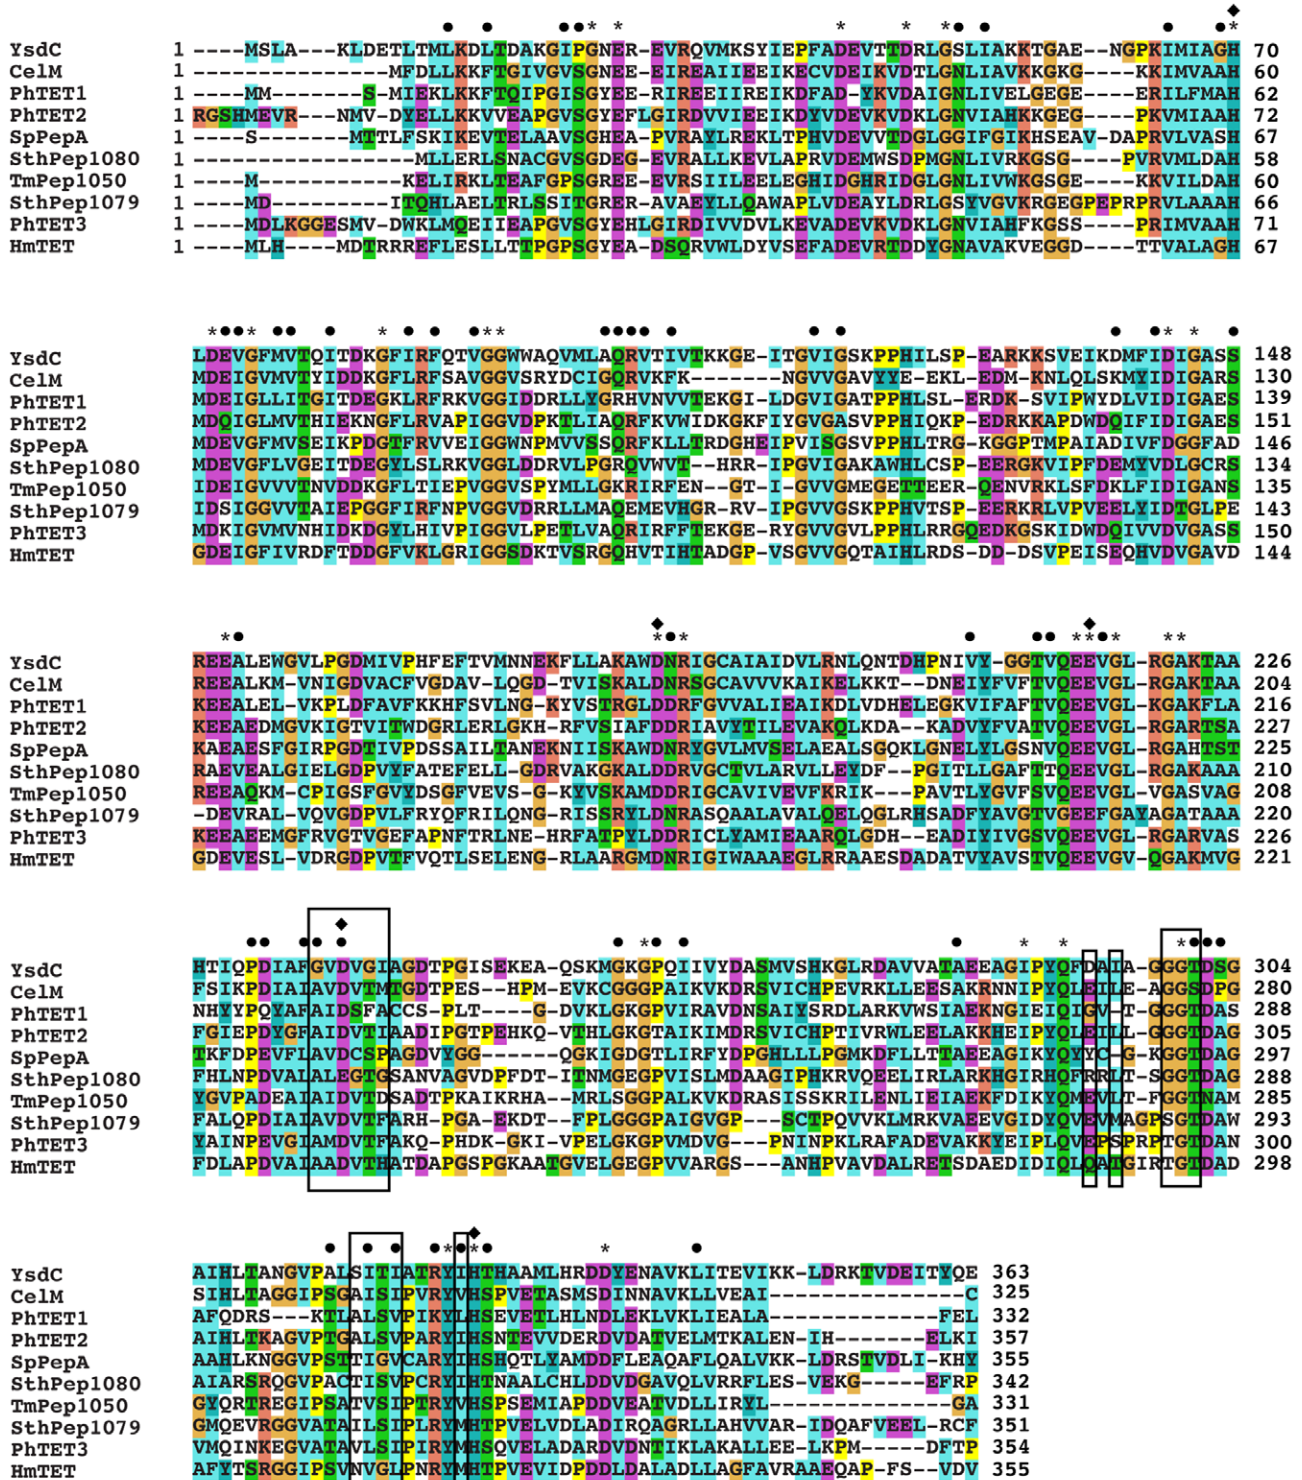 YsdC 1 ----MSLA---KLDETLTMLKDLTDAKGIPGNER-EVRQVMKSYIEPFADEVTTDRLGSLIAKKTGAE--NGPKIMIAGH 70
CelM 1 ---------------MFDLLKKFTGIVGVSGNEE-EIREAIIEEIKECVDEIKVDTLGNLIAVKKGKG----KKIMVAAH 60
PhTET1 1 ----MM------S-MIEKLKKFTQIPGISGYEE-RIREEIIREIKDFAD-YKVDAIGNLIVELGEGE----ERILFMAH 62
PhTET2 1 RGSHMEVR---NMV-DYELLKKVVEAPGVSGYEFLGIRDVVIEEIKDYVDEVKVDKLGNVIAHKKGEG----PKVMIAAH 72
SpPepA 1 ----S-------MTTLFSKIKEVTELAAVSGHEA-PVRAYLREKLTPHVDEVVTDGLGGIFGIKHSEAV-DAPRVLVASH 67
SthPep1080 1 -----------------MLLERLSNACGVSGDEG-EVRALLKEVLAPRVDEMWSDPMGNLIVRKGSG----PVRVMLDAH 58
TmPep1050 1 ----M-----------KELIRKLTEAFGPSGREE-EVRSIILEELEGHIDGHRIDGLGNLIVWKGSGE----KKVILDAH 60
SthPep1079 1 ----MD----------ITQHLAELTRLSSITGRER-AVAEYLLQAWAPLVDEAYLDRLGSYVGVKRGEGPEPRPRVLAAAH 66
PhTET3 1 ----MDLKGGESMV-DWKLMQEIIEAPGVSGYEHLGIRDIVVDVLKEVADEVKVDKLGNVIAHFKGSS----PRIMVAAH 71
HmTET 1 ----MLH----MDTRRREFLESLLTTPGPSGYEA-DSQRVWLDYVSEFADEVRTDDYGNAVAKVEGGD----TTVALAGH 67
YsdC LDEVGFMVTQITDKGFIRFQTVGGWWAQVMLAQRVTIVTKKGE-ITGVIGSKPPHILSP-EARKKSVEIKDMFIDIGASS 148
CelM MDEIGVMVTYIDDKGFLRFSAVGGVSRYDCIGQRVKFK-------NGVVGAVYYE-EKL-EDM-KNLQLSKMYIDIGARS 130
PhTET1 MDEIGLLITGITDEGKLRFRKVGGIDDRLLYGRHVNVVTEKGI-LDGVIGATPPHLSL-ERDK-SVIPWYDLVIDIGAES 139
PhTET2 MDQIGLMVTHIEKNGFLRVAPIGGVDPKTLIAQRFKVWIDKGKFIYGVGASVPPHIQKP-EDRKKAPDWDQIFIDIGAES 151
SpPepA MDEVGFMVSEIKPDGTFRVVEIGGWNPMVVSSQRFKLLTRDGHEIPVISGSVPPHLTRG-KGGPTMPAIADIVFDGGFAD 146
SthPep1080 MDEVGFLVGEITDEGYLSLRKVGGLDDRVLPGRQVWVT--HRR-IPGVIGAKAWHLCSP-EERGKVIPFDEMYVDLGCRS 134
TmPep1050 IDEIGVVVTNVDDKGFLTIEPVGGVSPYMLLGKRIRFEN--GT-I-GVVGMEGETTEER-QENVRKLSFDKLFIDIGANS 135
SthPep1079 IDSIGGVVTAIEPGGFIRFNPVGGVDRRLLMAQEMEVHGR-RV-IPGVVGSKPPHVTSP-EERKRLVPVEELYIDTGLPE 143
PhTET3 MDKIGVMVNHIDKDGYLHIVPIGGVLPETLVAQRIRFFTEKGE-RYGVVGVLPPHLRRGQEDKGSKIDWDQIVVDVGASS 150
HmTET GDEIGFIVRDFTDDGFVKLGRIGGSDKTVSRGQHVTIHTADGP-VSGVVGQTAIHLRDS-DD-DSVPEISEQHVDVGAVD 144
YsdC REEALEWGVLPGDMIVPHFEFTVMNNEKFLLAKAWDNRIGCAIAIDVLRNLQNTDHPNIVY-GGTVQEEVGL-RGAKTAA 226
CelM REEALKM-VNIGDVACFVGDAV-LQGD-TVISKALDNRSGCAVVVKAIKELKKT--DNEIYFVFTVQEEVGL-RGAKTAA 204
PhTET1 KEEALEL-VKPLDFAVFKKHFSVLNG-KYVSTRGLDDRFGVVALIEAIKDLVDHELEGKVIFAFTVQEEVGL-KGAKFLA 216
PhTET2 KEEAEDMGVKIGTVITWDGRLERLGKH-RFVSIAFDDRIAVYTILEVAKQLKDA--KADVYFVATVQEEVGL-RGARTSA 227
SpPepA KAEAESFGIRPGDTIVPDSSAILTANEKNIISKAWDNRYGVLMVSELAEALSGQKLGNELYLGSNVQEEVGL-RGAHTST 225
SthPep1080 RAEVEALGIELGDPVVYFATEFELL-GDRVAKGKALDDRVGCTVLARVLLEYDF--PGITLLGAFTTQEEVGL-RGAKAAA 210
TmPep1050 REEAQKM-CPIGSFGVYDSGFVEVS-G-KYVSKAMDDRIGCAVIVEVFKRIK---PAVTLYGVFSVQEEVGL-VGASVAG 208
SthPep1079 -DEVRAL-VQVGDPVLFRYQFRILQNG-RISSRYLDNRASQAALAVALQELQGLRHSADFYAVGTVGEEFGAYAGATAAA 220
PhTET3 KEEAEEMGFRVGTVGEFAPNFTRLNE-HRFATPYLDDRICLYAMIEAARQLGDH--EADIYIVGSVQEEVGL-RGARVAS 226
HmTET GDEVESL-VDRGDPVTFVQTLSELENG-RLAARGMDNRIGIWAAAEGLRRAAESDADATVYAVSTVQEEVGV-QGAKMVG 221
YsdC HTIQPDIAFGVDVGIAGDTPGISEKEA-QSKMGKGPQIIVYDASMVSHKGLRDAVVATAEEAGIPYQFDAIA-GGGTDSG 304
CelM FSIKPDIAIAVDVTMTGDTPES--HPM-EVKCGGGPAIKVKDRSVICHPEVRKLLEESAKRNNIPYQLEILE-AGGSDPG 280
PhTET1 NHYYPQYAFAIDSFACCS-PLT----G-DVKLGKGPVIRAVDNSAIYSRDLARKVWSIAEKNGIEIQIGVT-GGGTDAS 288
PhTET2 FGIEPDYGFAIDVTIAADIPGTPEHKQ-VTHLGKGTAIKIMDRSVICHPTIVRWLEELAKKHEIPYQLEILL-GGGTDAG 305
SpPepA TKFDPEVFLAVDCSPAGDVYGG------QGKIGDGTLIRFYDPGHLLLPGMKDFLLTTAEEAGIKYQYYC-G-KGGTDAG 297
SthPep1080 FHLNPDVAIALEGTGSANVAGVDPFDT-ITNMGEGPVISLMDAAGIPHKRVQEELIRLARKHGIRHQFRRLT-SGGTDAG 288
TmPep1050 YGVPADEAIAIDVTDSADTPKAIKRHA--MRLSGGPALKVKDRASISSKRILENLIEIAEKFDIKYQMEVLT-FGGTNAM 285
SthPep1079 FALQPDIAIAVDVTFARH-PGA-EKDT--FPLGGGPAIGVGP---SCTPQVVKLMRKVAEEVGIDYQVEVMAGPSGTDAW 293
PhTET3 YAINPEVGIAMDVTFAKQ-PHDK-GKI-VPELGKGPVMDVG---PNINPKLRAFADEVAKKYEIPLQVEPSPRPTGTDAN 300
HmTET FDLAPDVAIAADVTHATDAPGSPGKAATGVELGEGPVVARGS---ANHPVAVDALRETSDAEDIDIQLQATGIRTGTDAD 298
YsdC AIHLTANGVPALSITIATRYIHTHAAMLHRDDYENAVKLITEVIKK-LDRKTVDEITYQE 363
CelM SIHLTAGGIPSGAISIPVRYVHSPVETASMSDINNAVKLLVEAI---------------C 325
PhTET1 AFQDRS---KTLALSVPIKYLHSEVETLHLNDLEKLVKLIEALA------------FEL 332
PhTET2 AIHLTKAGVPTGALSVPARYIHSNTEVVDERDVDATVELMTKALEN-IH---------ELKI 357
SpPepA AAHLKNGGVPSTTIGVCARYIHSHQTLYAMDDFLEAQAFLQALVKK-LDRSTVDLI-KHY 355
SthPep1080 AIARSRQGVPACTISVPCRYIHTNAALCHLDDVDGAVQLVRRFLES-VEKG-----EFRP 342
TmPep1050 GYQRTREGIPSATVSIPTRYVHSPSEMIAPDDVEATVDLLIRYL--------------GA 331
SthPep1079 GMQEVRGGVATAILSIPLRYMHTPVELVDLADIRQAGRLLAHVVAR-IDQAFVEEL-RCF 351
PhTET3 VMQINKEGVATAVLSIPIRYMHSQVELADARDVDNTIKLAKALLEE-LKPM------DFTP 354
HmTET AFYTSRGGIPSVNVGLPNRYMHTPVEVIDPDDLDALADLLAGFAVRAAEQAP-FS--VDV 355